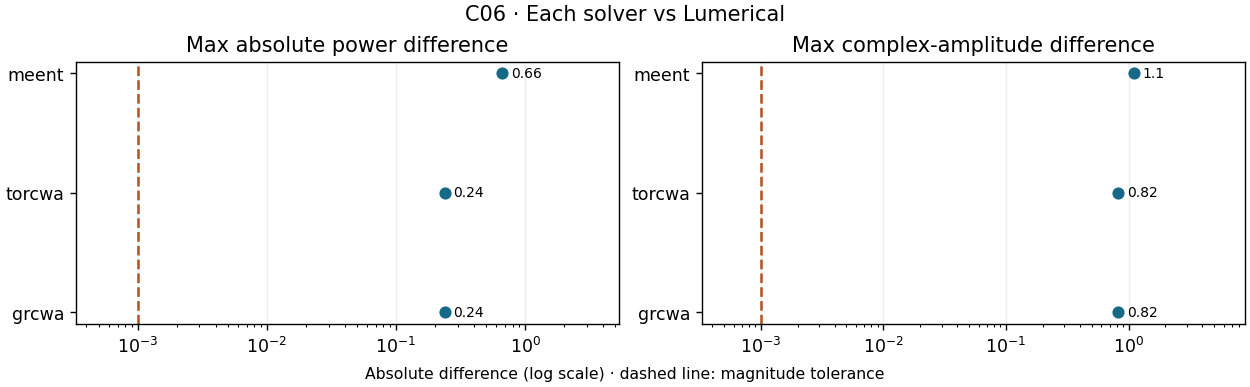 C06 · Each solver vs Lumerical
Max absolute power difference
meent
0.66
torcwa
0.24
grcwa
0.24
10⁻³ 10⁻² 10⁻¹ 10⁰
Max complex-amplitude difference
meent
1.1
torcwa
0.82
grcwa
0.82
10⁻³ 10⁻² 10⁻¹ 10⁰
Absolute difference (log scale) · dashed line: magnitude tolerance